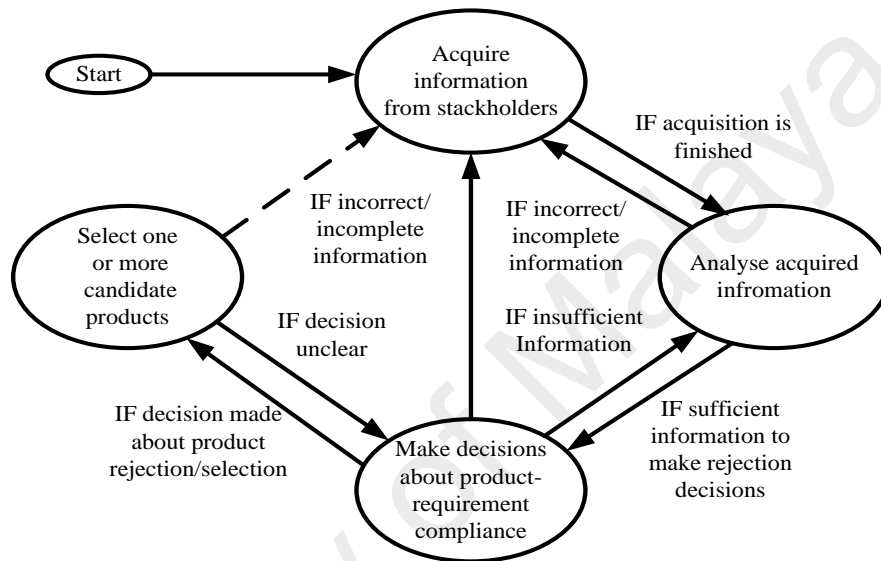 Start
Acquire
information
from stackholders
IF acquisition is
finished
IF incorrect/
incomplete
information
IF incorrect/
incomplete
information
Select one
or more
candidate
products
Analyse acquired
infromation
IF decision
unclear
IF insufficient
Information
IF decision made
about product
rejection/selection
Make decisions
about product-
requirement
compliance
IF sufficient
information to
make rejection
decisions
of Malaya